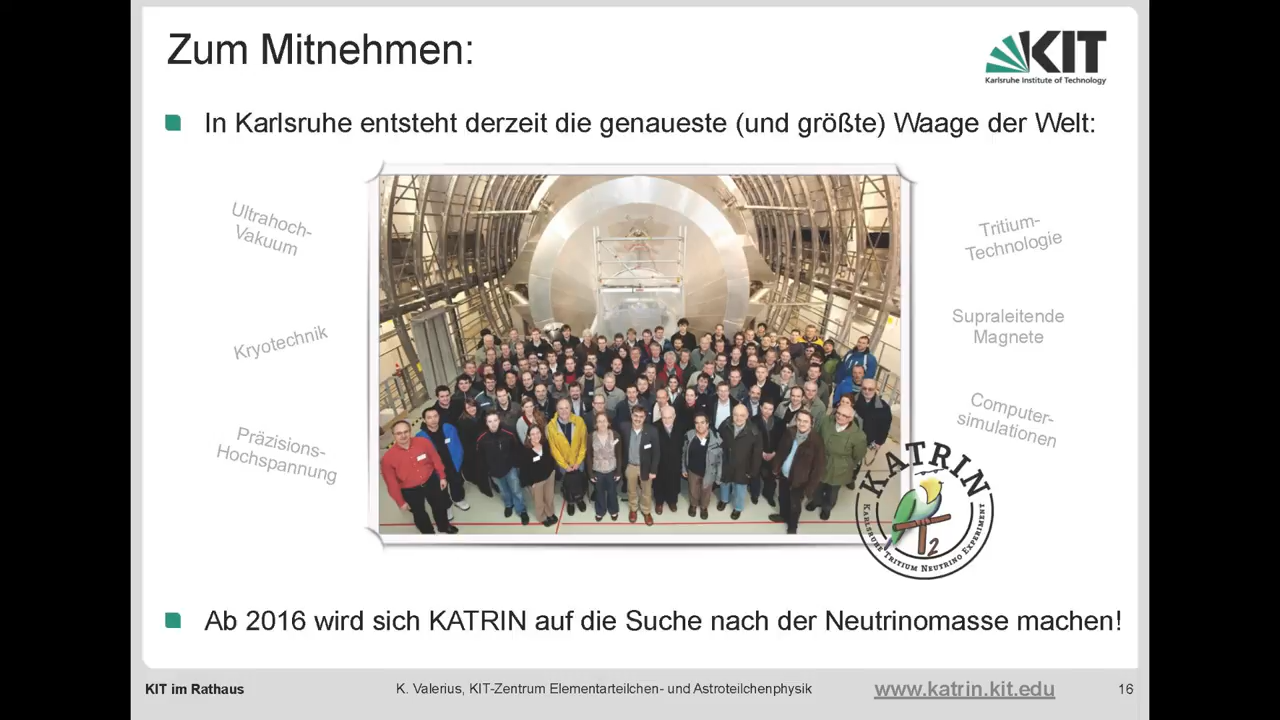 Zum Mitnehmen:
KIT
Karlsruhe Institute of Technology
In Karlsruhe entsteht derzeit die genaueste (und größte) Waage der Welt:
Ultrahoch-
Vakuum
Kryotechnik
Präzisions-
Hochspannung
Tritium-
Technologie
Supraleitende
Magnete
Computer-
simulationen
KATRIN
KARLSRUHE TRITIUM NEUTRINO EXPERIMENT
T2
Ab 2016 wird sich KATRIN auf die Suche nach der Neutrinomasse machen!
KIT im Rathaus
K. Valerius, KIT-Zentrum Elementarteilchen- und Astroteilchenphysik
www.katrin.kit.edu
16